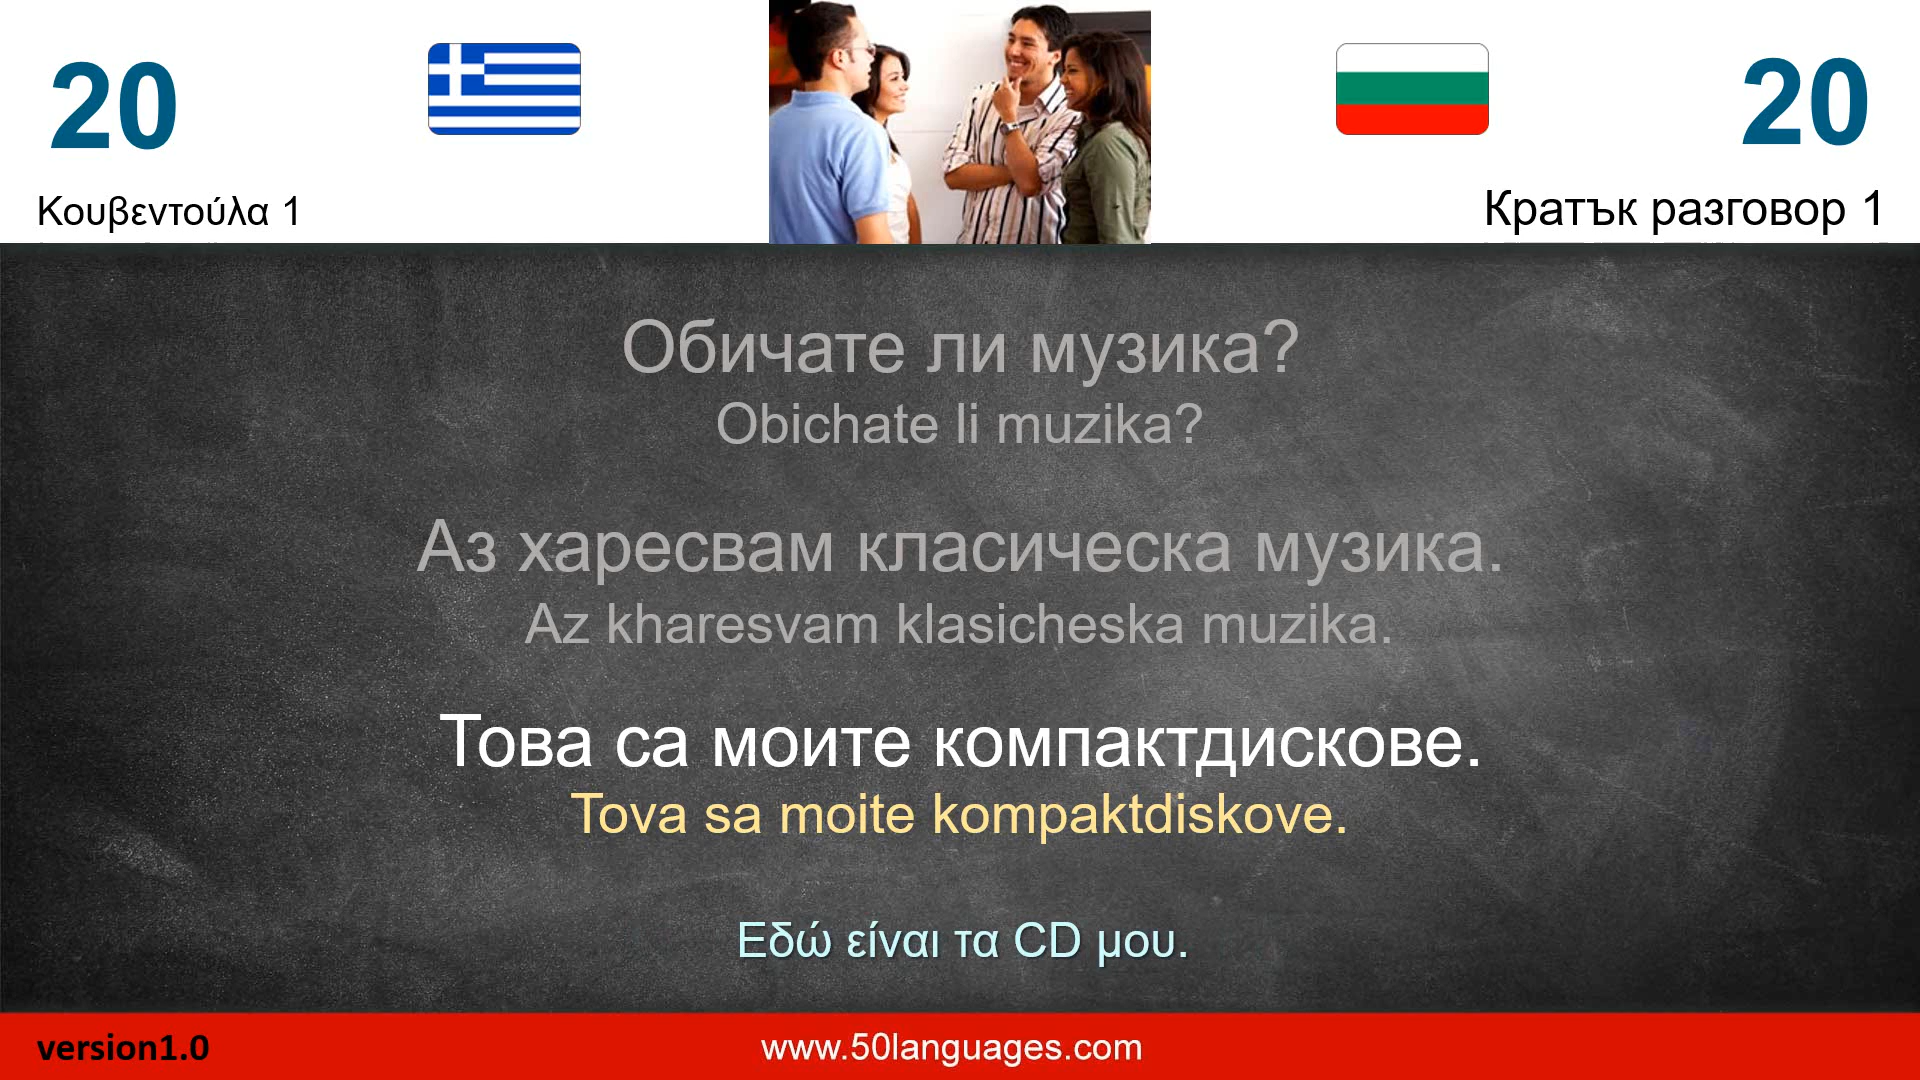 20
20
Κουβεντούλα 1
Кратък разговор 1
Обичате ли музика?
Obichate li muzika?
Аз харесвам класическа музика.
Az kharesvam klasicheska muzika.
Това са моите компактдискове.
Tova sa moite kompaktdiskove.
Εδώ είναι τα CD μου.
version1.0
www.50languages.com